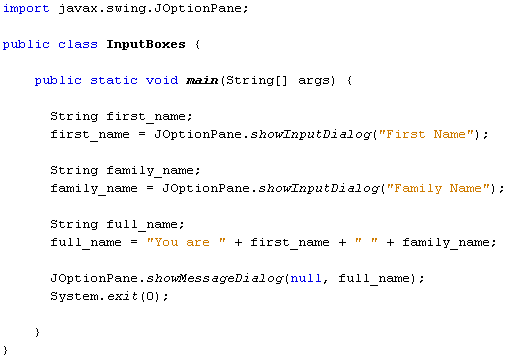 import javax.swing.JOptionPane;
public class InputBoxes {
public static void main(String[] args) {
String first_name;
first_name = JOptionPane.showInputDialog("First Name");
String family_name;
family_name = JOptionPane.showInputDialog("Family Name");
String full_name;
full_name = "You are " + first_name + " " + family_name;
JOptionPane.showMessageDialog(null, full_name);
System.exit(0);
}
}